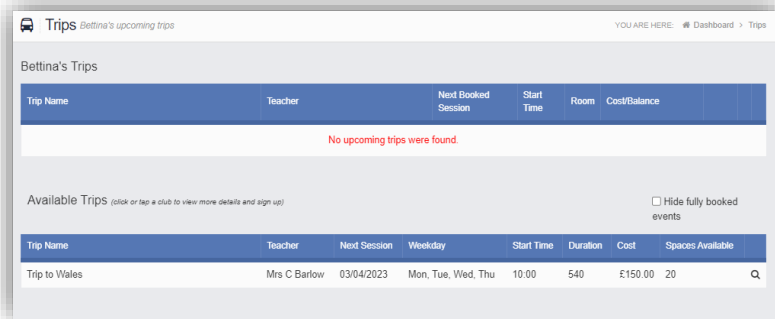 Trips Bettina's upcoming trips YOU ARE HERE: Dashboard > Trips
Bettina's Trips
Trip Name Teacher Next Booked Session Start Time Room Cost/Balance
No upcoming trips were found.
Available Trips (click or tap a club to view more details and sign up) Hide fully booked events
Trip Name Teacher Next Session Weekday Start Time Duration Cost Spaces Available
Trip to Wales Mrs C Barlow 03/04/2023 Mon, Tue, Wed, Thu 10:00 540 £150.00 20